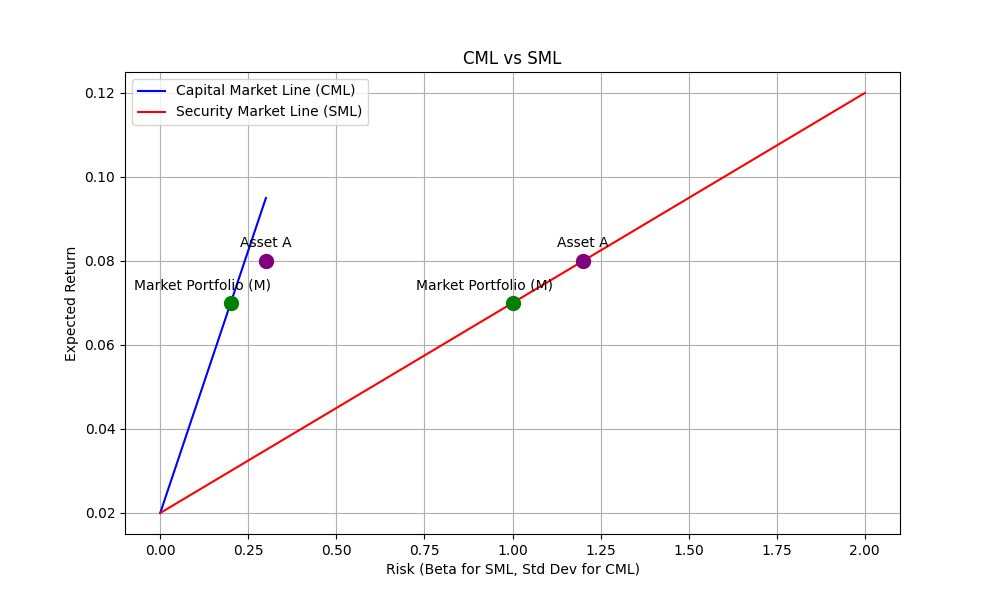 CML vs SML
Capital Market Line (CML)
Security Market Line (SML)
0.12
0.10
0.08
0.06
0.04
0.02
Expected Return
Asset A
Asset A
Market Portfolio (M)
Market Portfolio (M)
0.00 0.25 0.50 0.75 1.00 1.25 1.50 1.75 2.00
Risk (Beta for SML, Std Dev for CML)